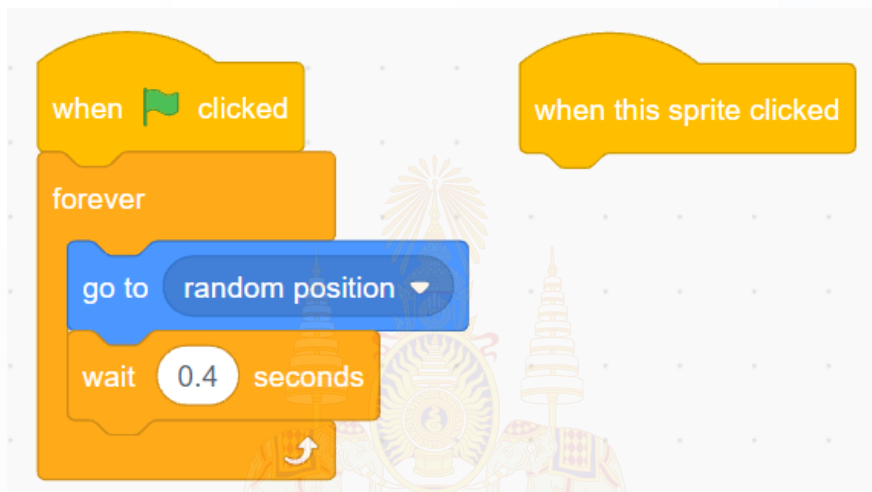 when clicked
forever
go to random position
wait 0.4 seconds
when this sprite clicked